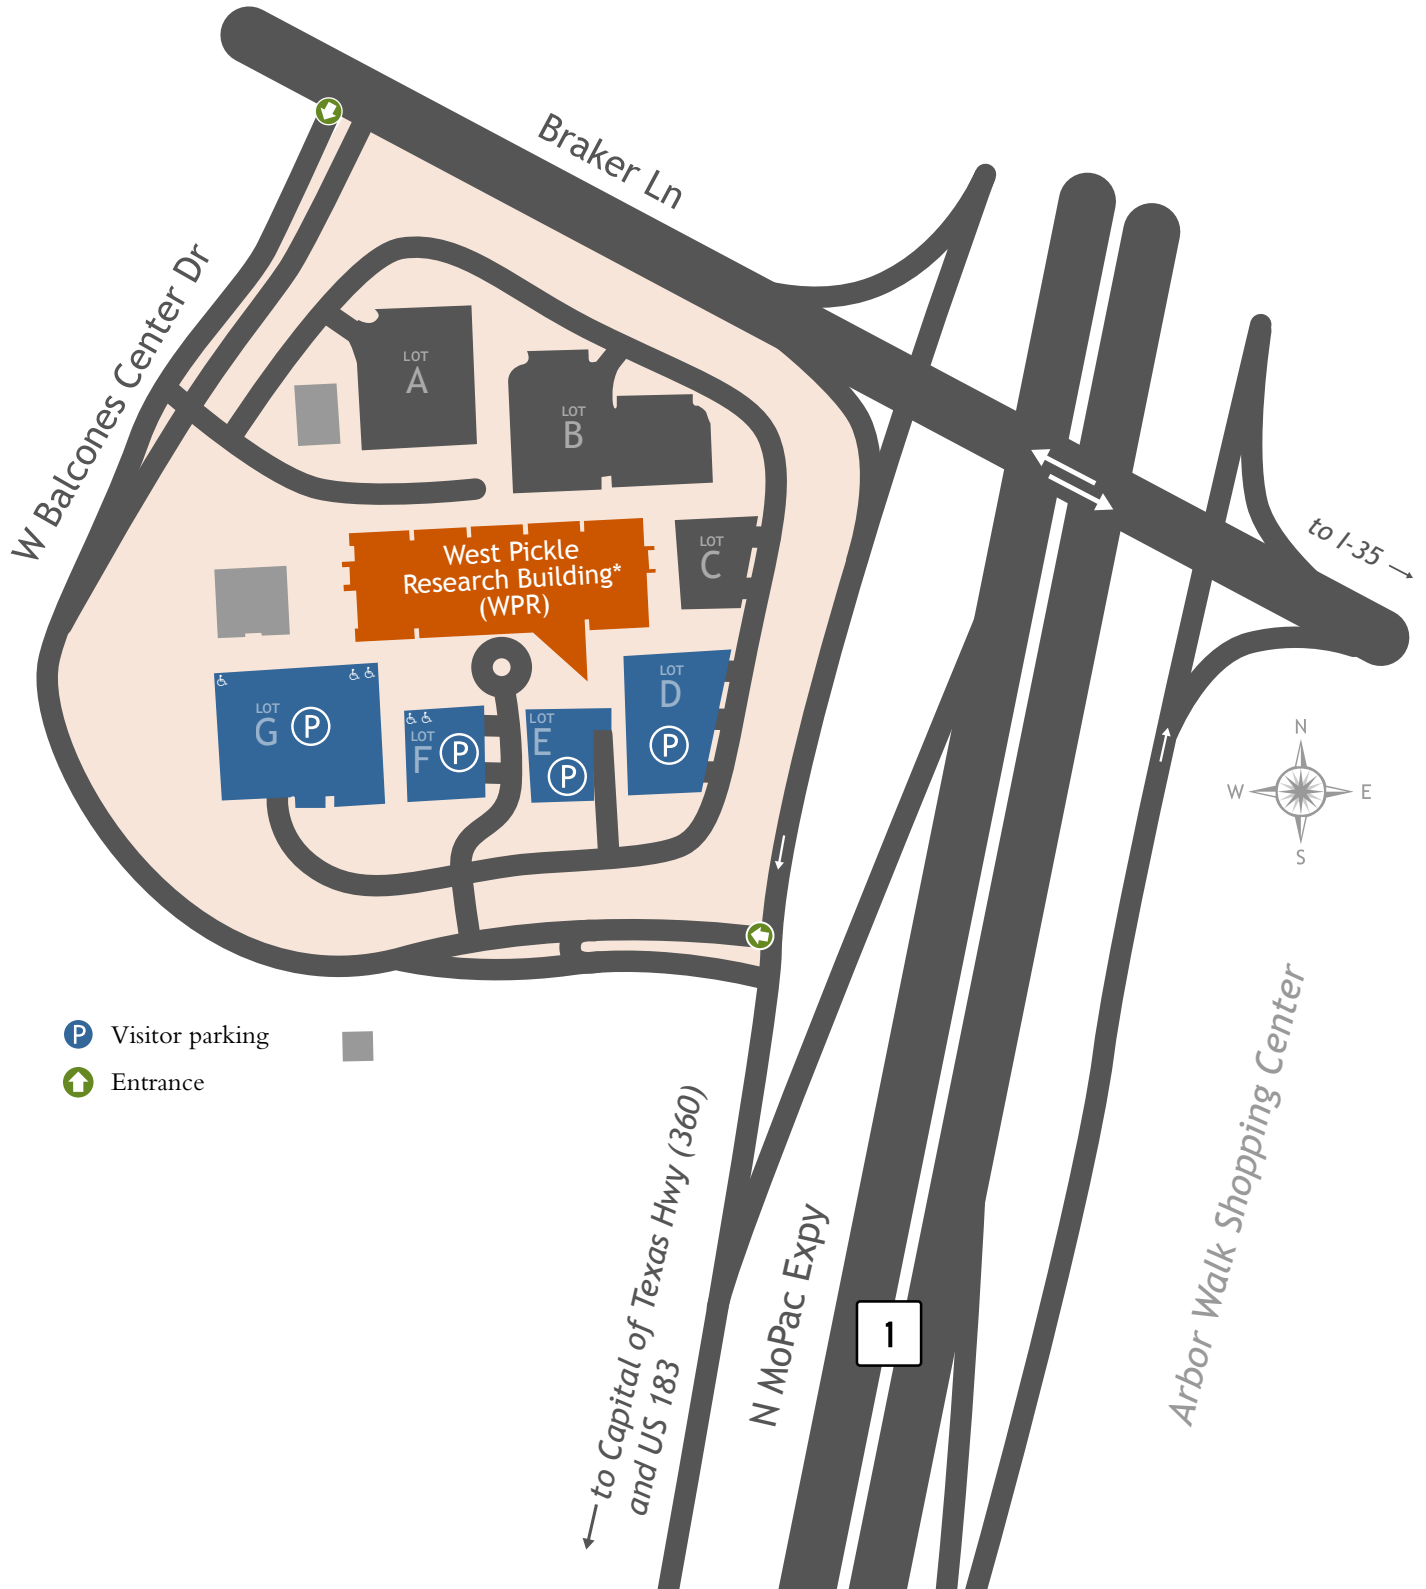 Braker Ln
W Balcones Center Dr
LOT
A
LOT
B
to I-35
West Pickle
Research Building*
(WPR)
LOT
C
LOT
D
P
LOT
G
P
LOT
F
P
LOT
E
P
N
W E
S
P Visitor parking
Entrance
Arbor Walk Shopping Center
to Capital of Texas Hwy (360)
and US 183
N MoPac Expy
1